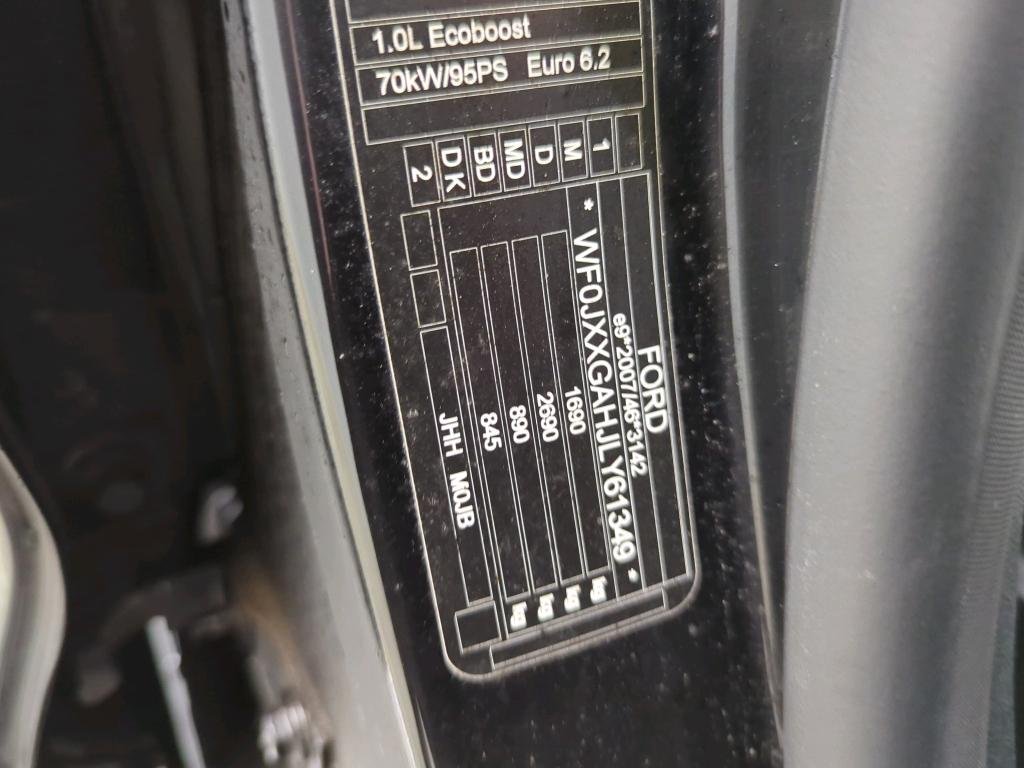 1.0L Ecoboost
70kW/95PS Euro 6.2
FORD
e9*2007/46*3142
* WF0JXXGAHJLY61349 *
1690 kg
2690 kg
890 kg
845 kg
JHH M0JB
1
M
D
MD
BD
DK
2